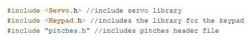 #include <Servo.h> //include servo library
#include <Keypad.h> //includes the library for the keypad
#include "pitches.h" //includes pitches header file